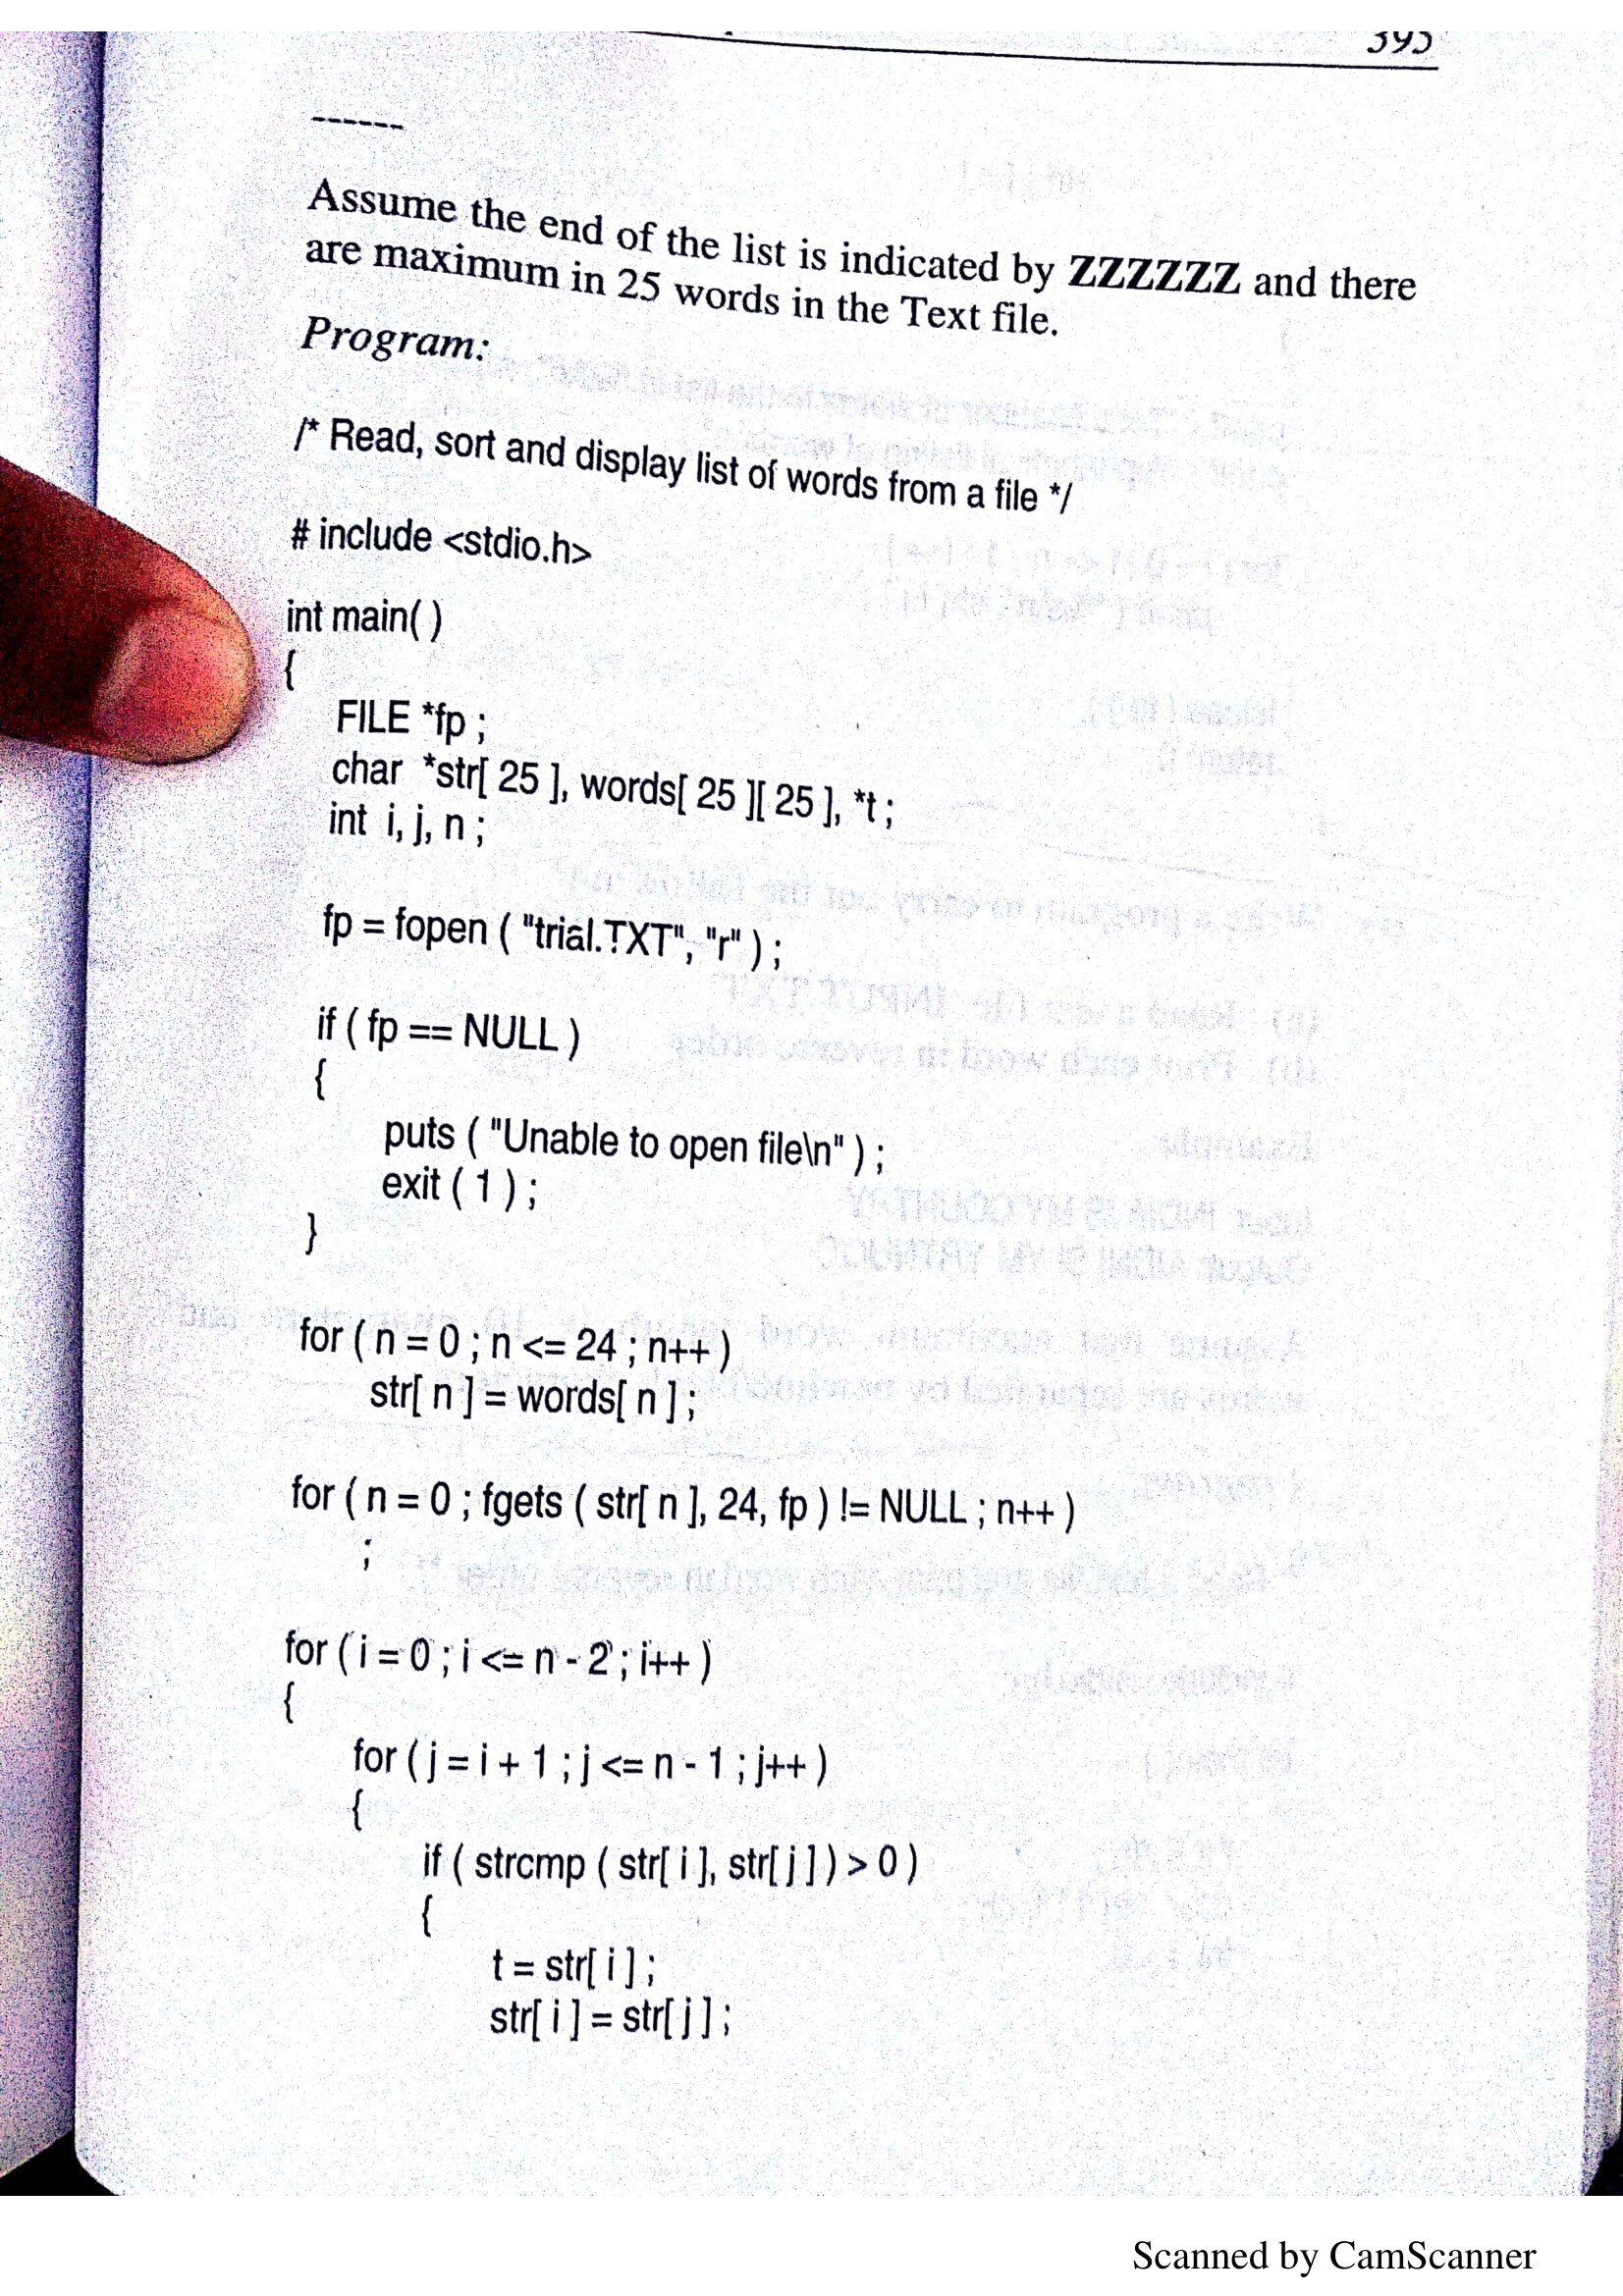 395
------
Assume the end of the list is indicated by ZZZZZZ and there
are maximum in 25 words in the Text file.
Program:
/* Read, sort and display list of words from a file */
# include <stdio.h>
int main( )
{
FILE *fp ;
char *str[ 25 ], words[ 25 ][ 25 ], *t ;
int i, j, n ;
fp = fopen ( "trial.TXT", "r" ) ;
if ( fp == NULL )
{
puts ( "Unable to open file\n" ) ;
exit ( 1 ) ;
}
for ( n = 0 ; n <= 24 ; n++ )
str[ n ] = words[ n ] ;
for ( n = 0 ; fgets ( str[ n ], 24, fp ) != NULL ; n++ )
;
for ( i = 0 ; i <= n - 2 ; i++ )
{
for ( j = i + 1 ; j <= n - 1 ; j++ )
{
if ( strcmp ( str[ i ], str[ j ] ) > 0 )
{
t = str[ i ] ;
str[ i ] = str[ j ] ;
Scanned by CamScanner